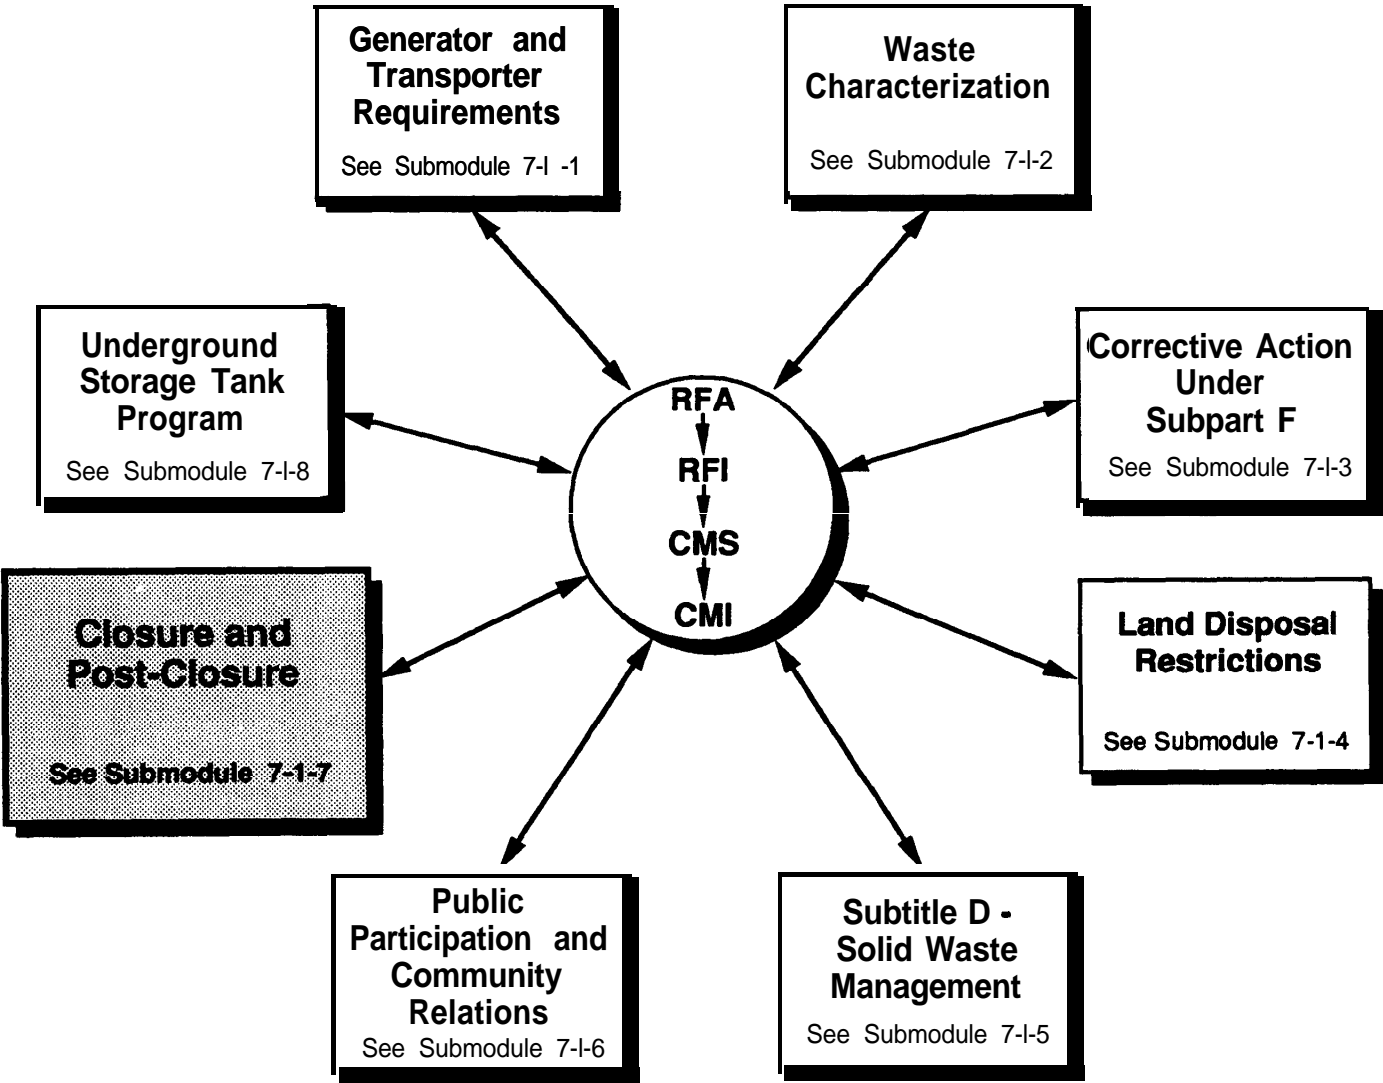 Generator and
Transporter
Requirements
See Submodule 7-I -1
Waste
Characterization
See Submodule 7-I-2
Underground
Storage Tank
Program
See Submodule 7-I-8
Corrective Action
Under
Subpart F
See Submodule 7-I-3
RFA
RFI
CMS
CMI
Closure and
Post-Closure
See Submodule 7-1-7
Land Disposal
Restrictions
See Submodule 7-1-4
Public
Participation and
Community
Relations
See Submodule 7-I-6
Subtitle D -
Solid Waste
Management
See Submodule 7-I-5